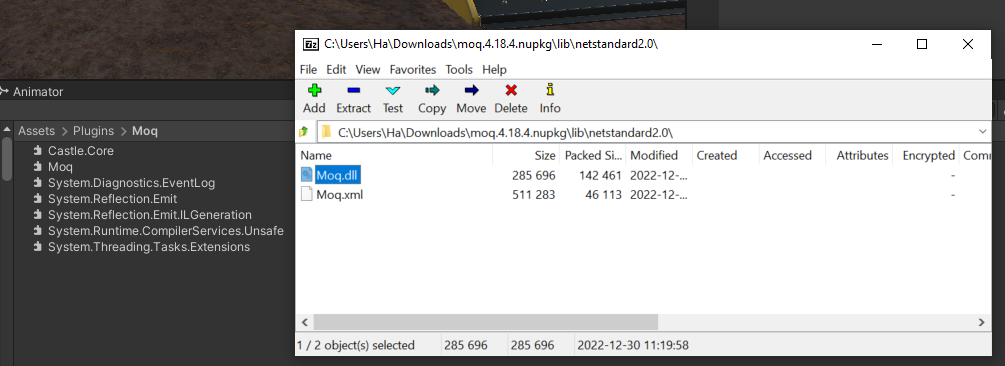 C:\Users\Ha\Downloads\moq.4.18.4.nupkg\lib\netstandard2.0\
File Edit View Favorites Tools Help
Add Extract Test Copy Move Delete Info
C:\Users\Ha\Downloads\moq.4.18.4.nupkg\lib\netstandard2.0\
Name Size Packed Si... Modified Created Accessed Attributes Encrypted Com
Moq.dll 285 696 142 461 2022-12-... -
Moq.xml 511 283 46 113 2022-12-... -
1 / 2 object(s) selected 285 696 285 696 2022-12-30 11:19:58
Animator
Assets > Plugins > Moq
Castle.Core
Moq
System.Diagnostics.EventLog
System.Reflection.Emit
System.Reflection.Emit.ILGeneration
System.Runtime.CompilerServices.Unsafe
System.Threading.Tasks.Extensions